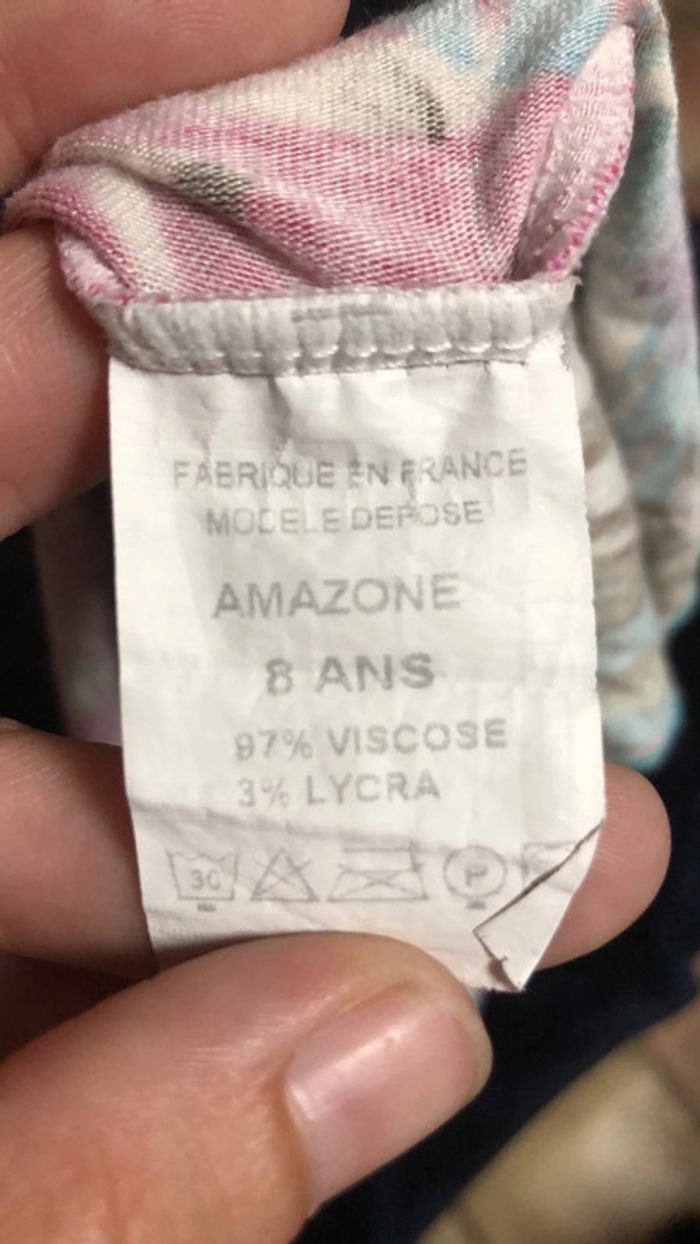 FABRIQUE EN FRANCE
MODELE DEPOSE
AMAZONE
8 ANS
97% VISCOSE
3% LYCRA
30 P